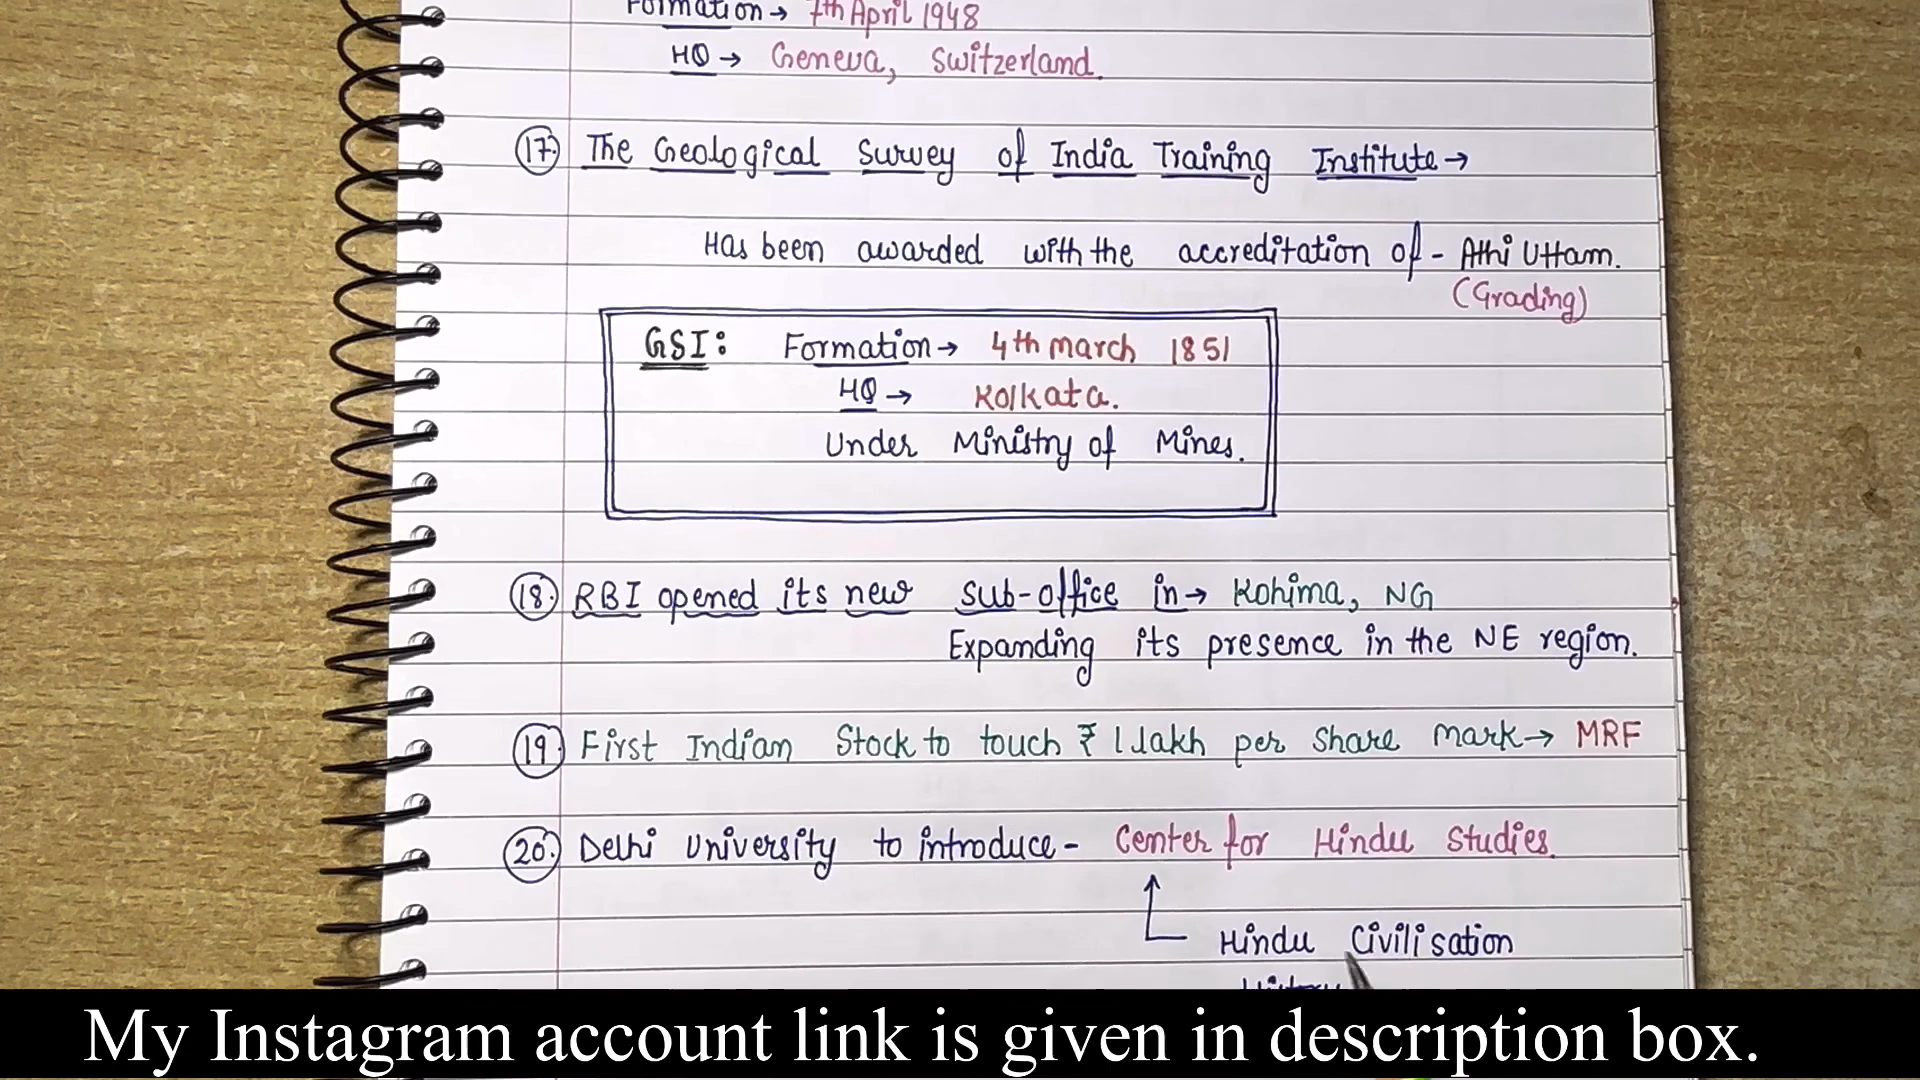 Formation → 7th April 1948
HQ → Geneva, Switzerland.
17. The Geological Survey of India Training Institute →
Has been awarded with the accreditation of - Athi Uttam.
(Grading)
GSI: Formation → 4th march 1851
HQ → Kolkata.
Under Ministry of Mines.
18. RBI opened its new sub-office in → Kohima, NG
Expanding its presence in the NE region.
19. First Indian Stock to touch ₹ 1 lakh per share mark → MRF
20. Delhi University to introduce - Center for Hindu Studies.
Hindu Civilisation
History
My Instagram account link is given in description box.